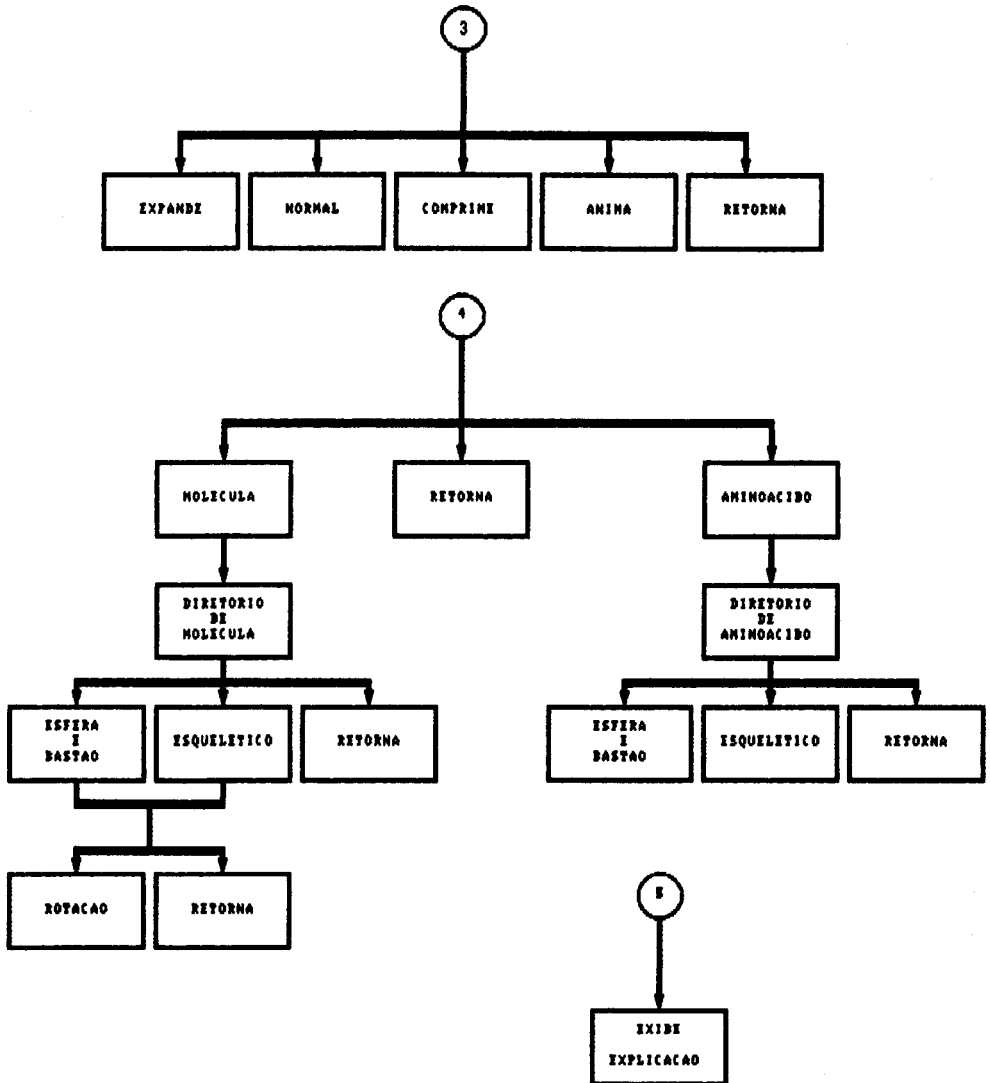 3
EXPANDE
NORMAL
COMPRIME
ANIMA
RETORNA
4
MOLECULA
RETORNA
AMINOACIDO
DIRETORIO
DE
MOLECULA
DIRETORIO
DE
AMINOACIDO
ESFERA
E
BASTAO
ESQUELETICO
RETORNA
ESFERA
E
BASTAO
ESQUELETICO
RETORNA
ROTACAO
RETORNA
5
EXIBE
EXPLICACAO